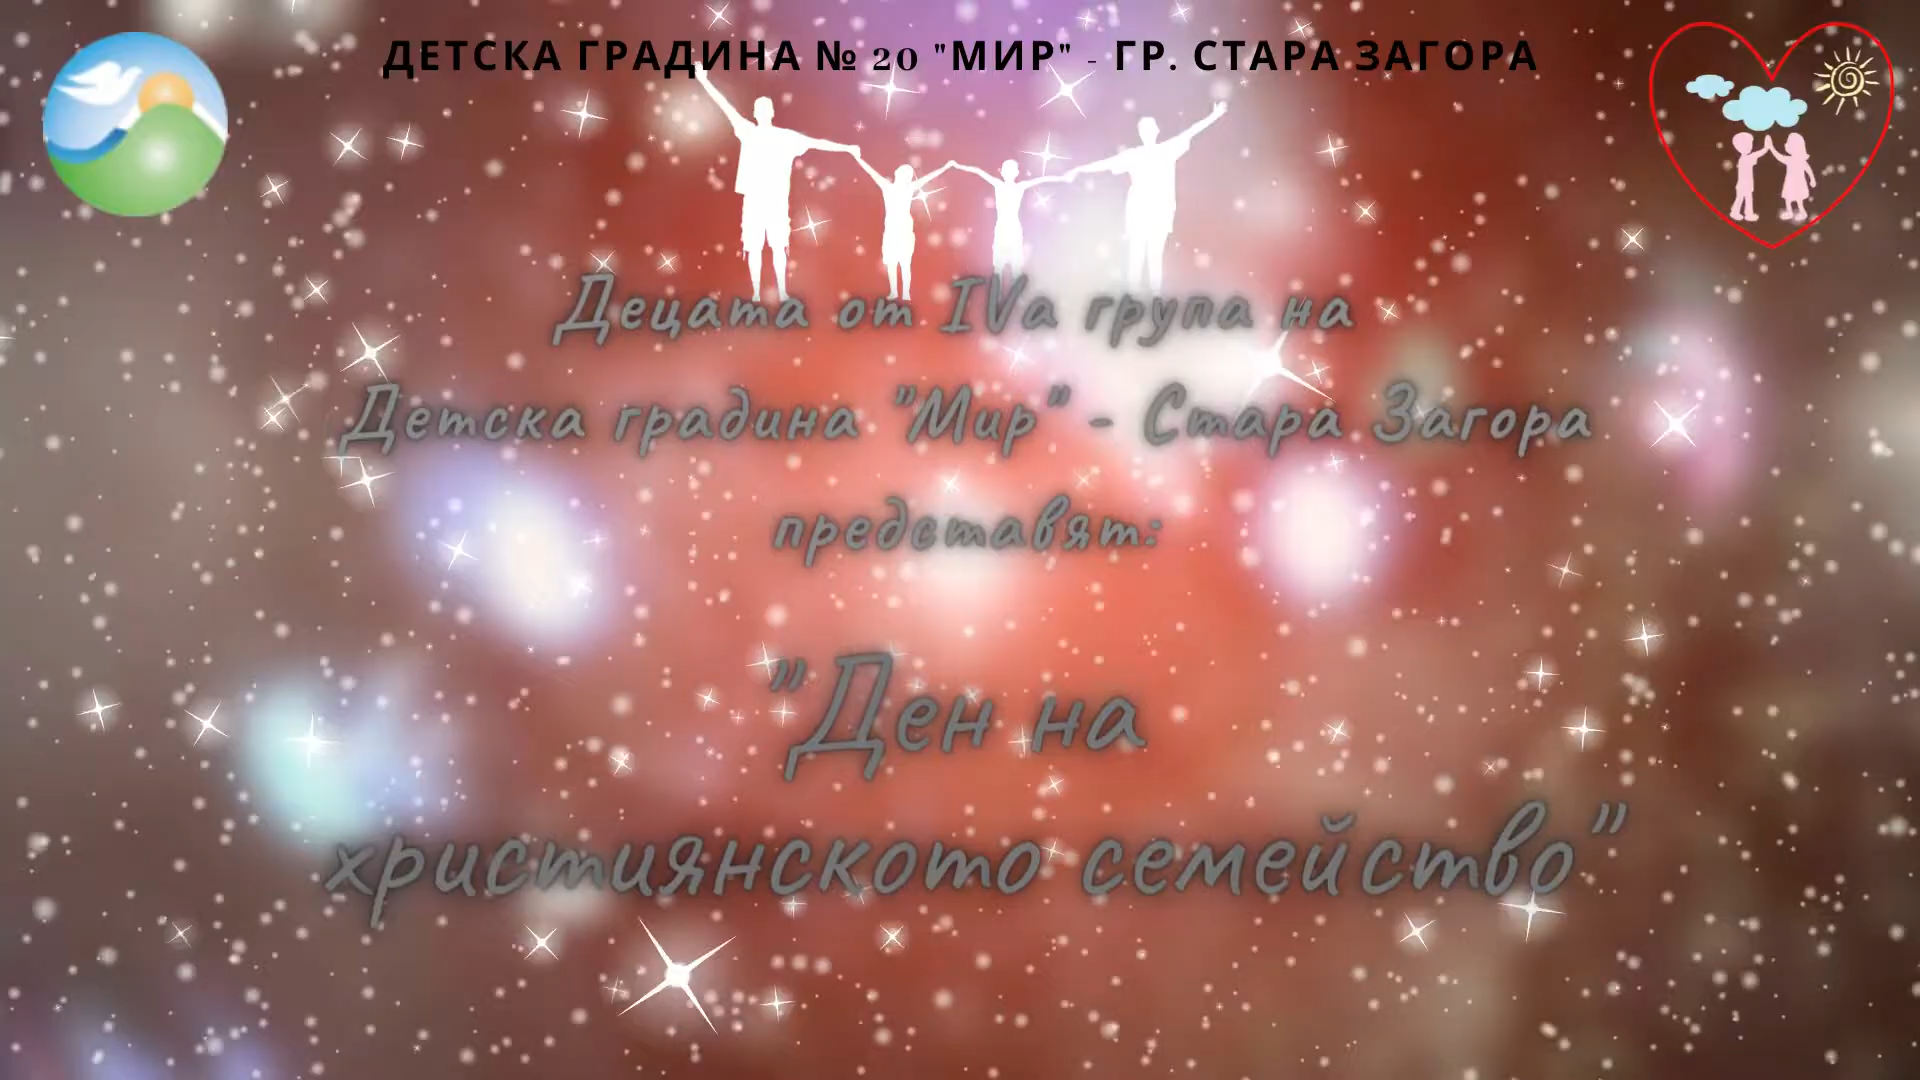 ДЕТСКА ГРАДИНА № 20 "МИР" - ГР. СТАРА ЗАГОРА
Децата от IVа група на
Детска градина "Мир" - Стара Загора
представят:
"Ден на
християнското семейство"